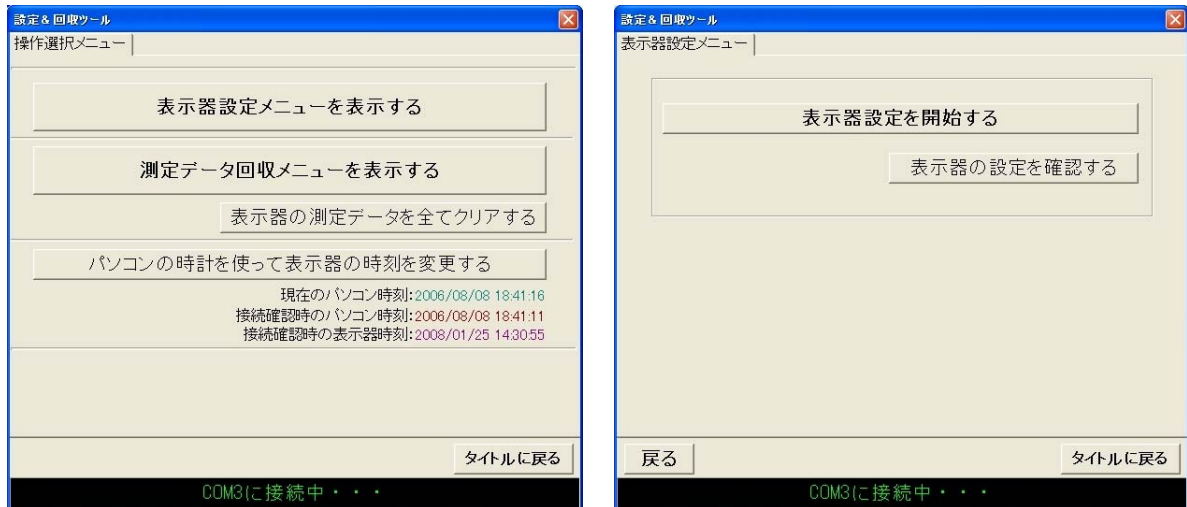 設定&回収ツール
操作選択メニュー
表示器設定メニューを表示する
測定データ回収メニューを表示する
表示器の測定データを全てクリアする
パソコンの時計を使って表示器の時刻を変更する
現在のパソコン時刻:2006/08/08 18:41:16
接続確認時のパソコン時刻:2006/08/08 18:41:11
接続確認時の表示器時刻:2008/01/25 14:30:55
タイトルに戻る
COM3に接続中・・・
設定&回収ツール
表示器設定メニュー
表示器設定を開始する
表示器の設定を確認する
戻る
タイトルに戻る
COM3に接続中・・・